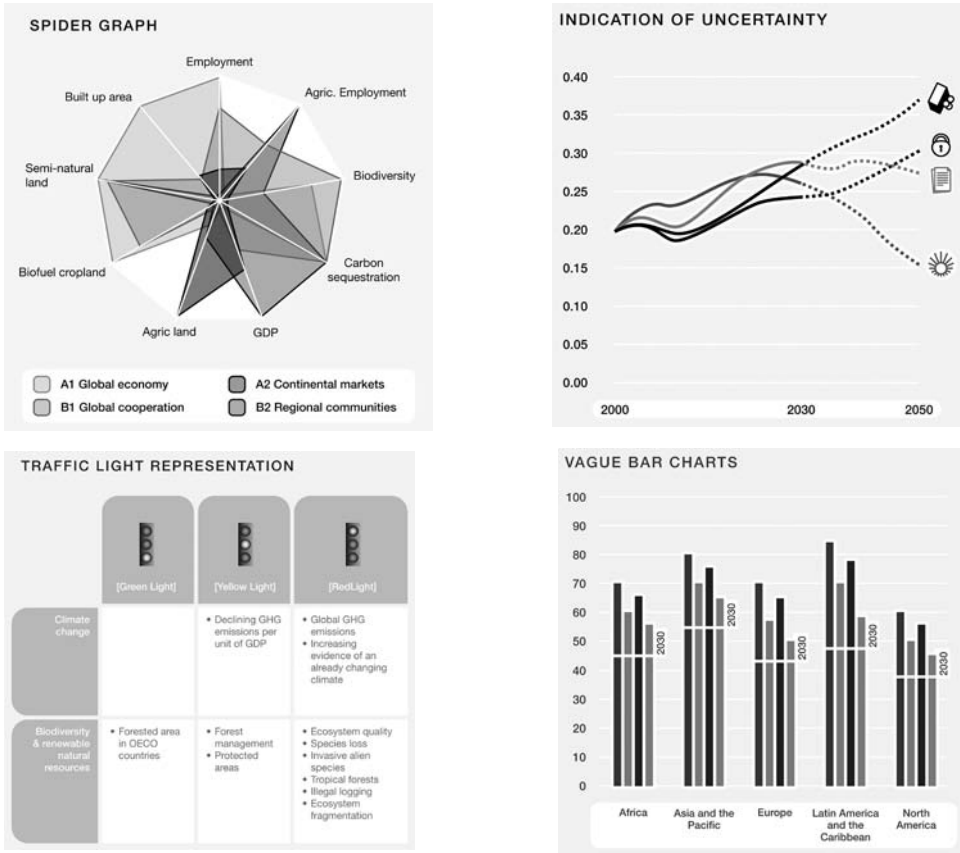 SPIDER GRAPH
Employment
Built up area
Agric. Employment
Semi-natural
land
Biodiversity
Biofuel cropland
Carbon
sequestration
Agric land
GDP
A1 Global economy
A2 Continental markets
B1 Global cooperation
B2 Regional communities
INDICATION OF UNCERTAINTY
0.40
0.35
0.30
0.25
0.20
0.15
0.10
0.05
0.00
2000
2030
2050
TRAFFIC LIGHT REPRESENTATION
[Green Light]
[Yellow Light]
[RedLight]
Climate
change
• Declining GHG
emissions per
unit of GDP
• Global GHG
emissions
• Increasing
evidence of an
already changing
climate
Biodiversity
& renewable
natural
resources
• Forested area
in OECO
countries
• Forest
management
• Protected
areas
• Ecosystem quality
• Species loss
• Invasive alien
species
• Tropical forests
• Illegal logging
• Ecosystem
fragmentation
VAGUE BAR CHARTS
100
90
80
70
60
50
40
30
20
10
0
2030
2030
2030
2030
2030
Africa
Asia and the
Pacific
Europe
Latin America
and the
Caribbean
North
America